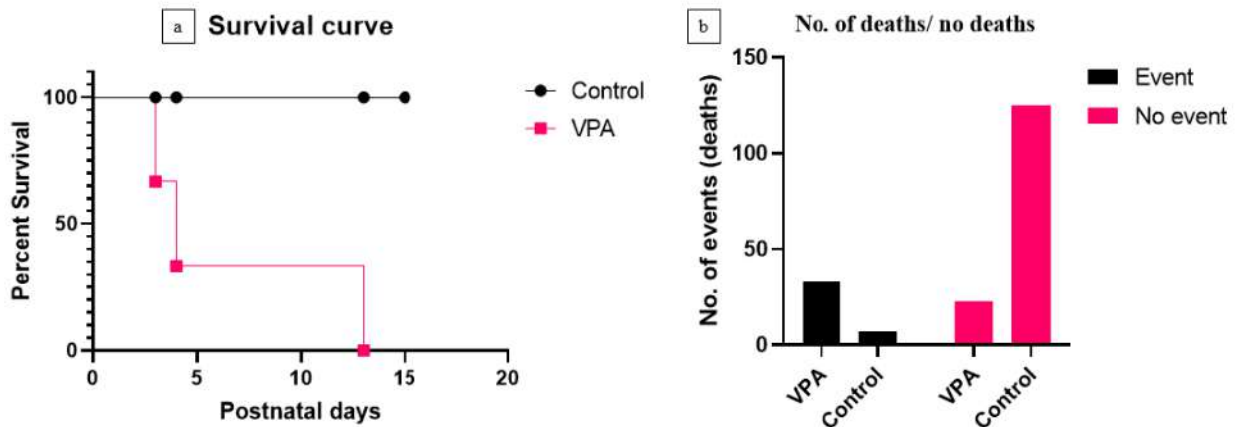 a Survival curve
Percent Survival
100
50
0
0 5 10 15 20
Postnatal days
Control
VPA
b No. of deaths/ no deaths
No. of events (deaths)
150
100
50
0
VPA Control VPA Control
Event
No event